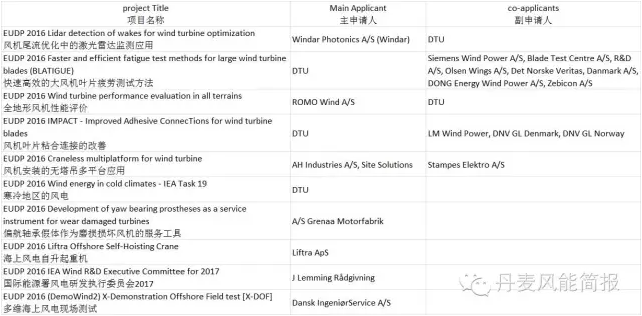 project Title Main Applicant co-applicants
项目名称 主申请人 副申请人
EUDP 2016 Lidar detection of wakes for wind turbine optimization
风机尾流优化中的激光雷达监测应用
Windar Photonics A/S (Windar) DTU
EUDP 2016 Faster and efficient fatigue test methods for large wind turbine
blades (BLATIGUE)
快速高效的大风机叶片疲劳测试方法
DTU
Siemens Wind Power A/S, Blade Test Centre A/S, R&D
A/S, Olsen Wings A/S, Det Norske Veritas, Danmark A/S,
DONG Energy Wind Power A/S, Zebicon A/S
EUDP 2016 Wind turbine performance evaluation in all terrains
全地形风机性能评价
ROMO Wind A/S DTU
EUDP 2016 IMPACT - Improved Adhesive ConnecTions for wind turbine
blades
风机叶片粘合连接的改善
DTU LM Wind Power, DNV GL Denmark, DNV GL Norway
EUDP 2016 Craneless multiplatform for wind turbine
风机安装的无塔吊多平台应用
AH Industries A/S, Site Solutions Stampes Elektro A/S
EUDP 2016 Wind energy in cold climates - IEA Task 19
寒冷地区的风电
DTU
EUDP 2016 Development of yaw bearing prostheses as a service
instrument for wear damaged turbines
偏航轴承假体作为磨损损坏风机的服务工具
A/S Grenaa Motorfabrik
EUDP 2016 Liftra Offshore Self-Hoisting Crane
海上风电自升起重机
Liftra ApS
EUDP 2016 IEA Wind R&D Executive Committee for 2017
国际能源署风电研发执行委员会2017
J Lemming Rådgivning
EUDP 2016 (DemoWind2) X-Demonstration Offshore Field test [X-DOF]
多维海上风电现场测试
Dansk IngeniørService A/S
丹麦风能简报